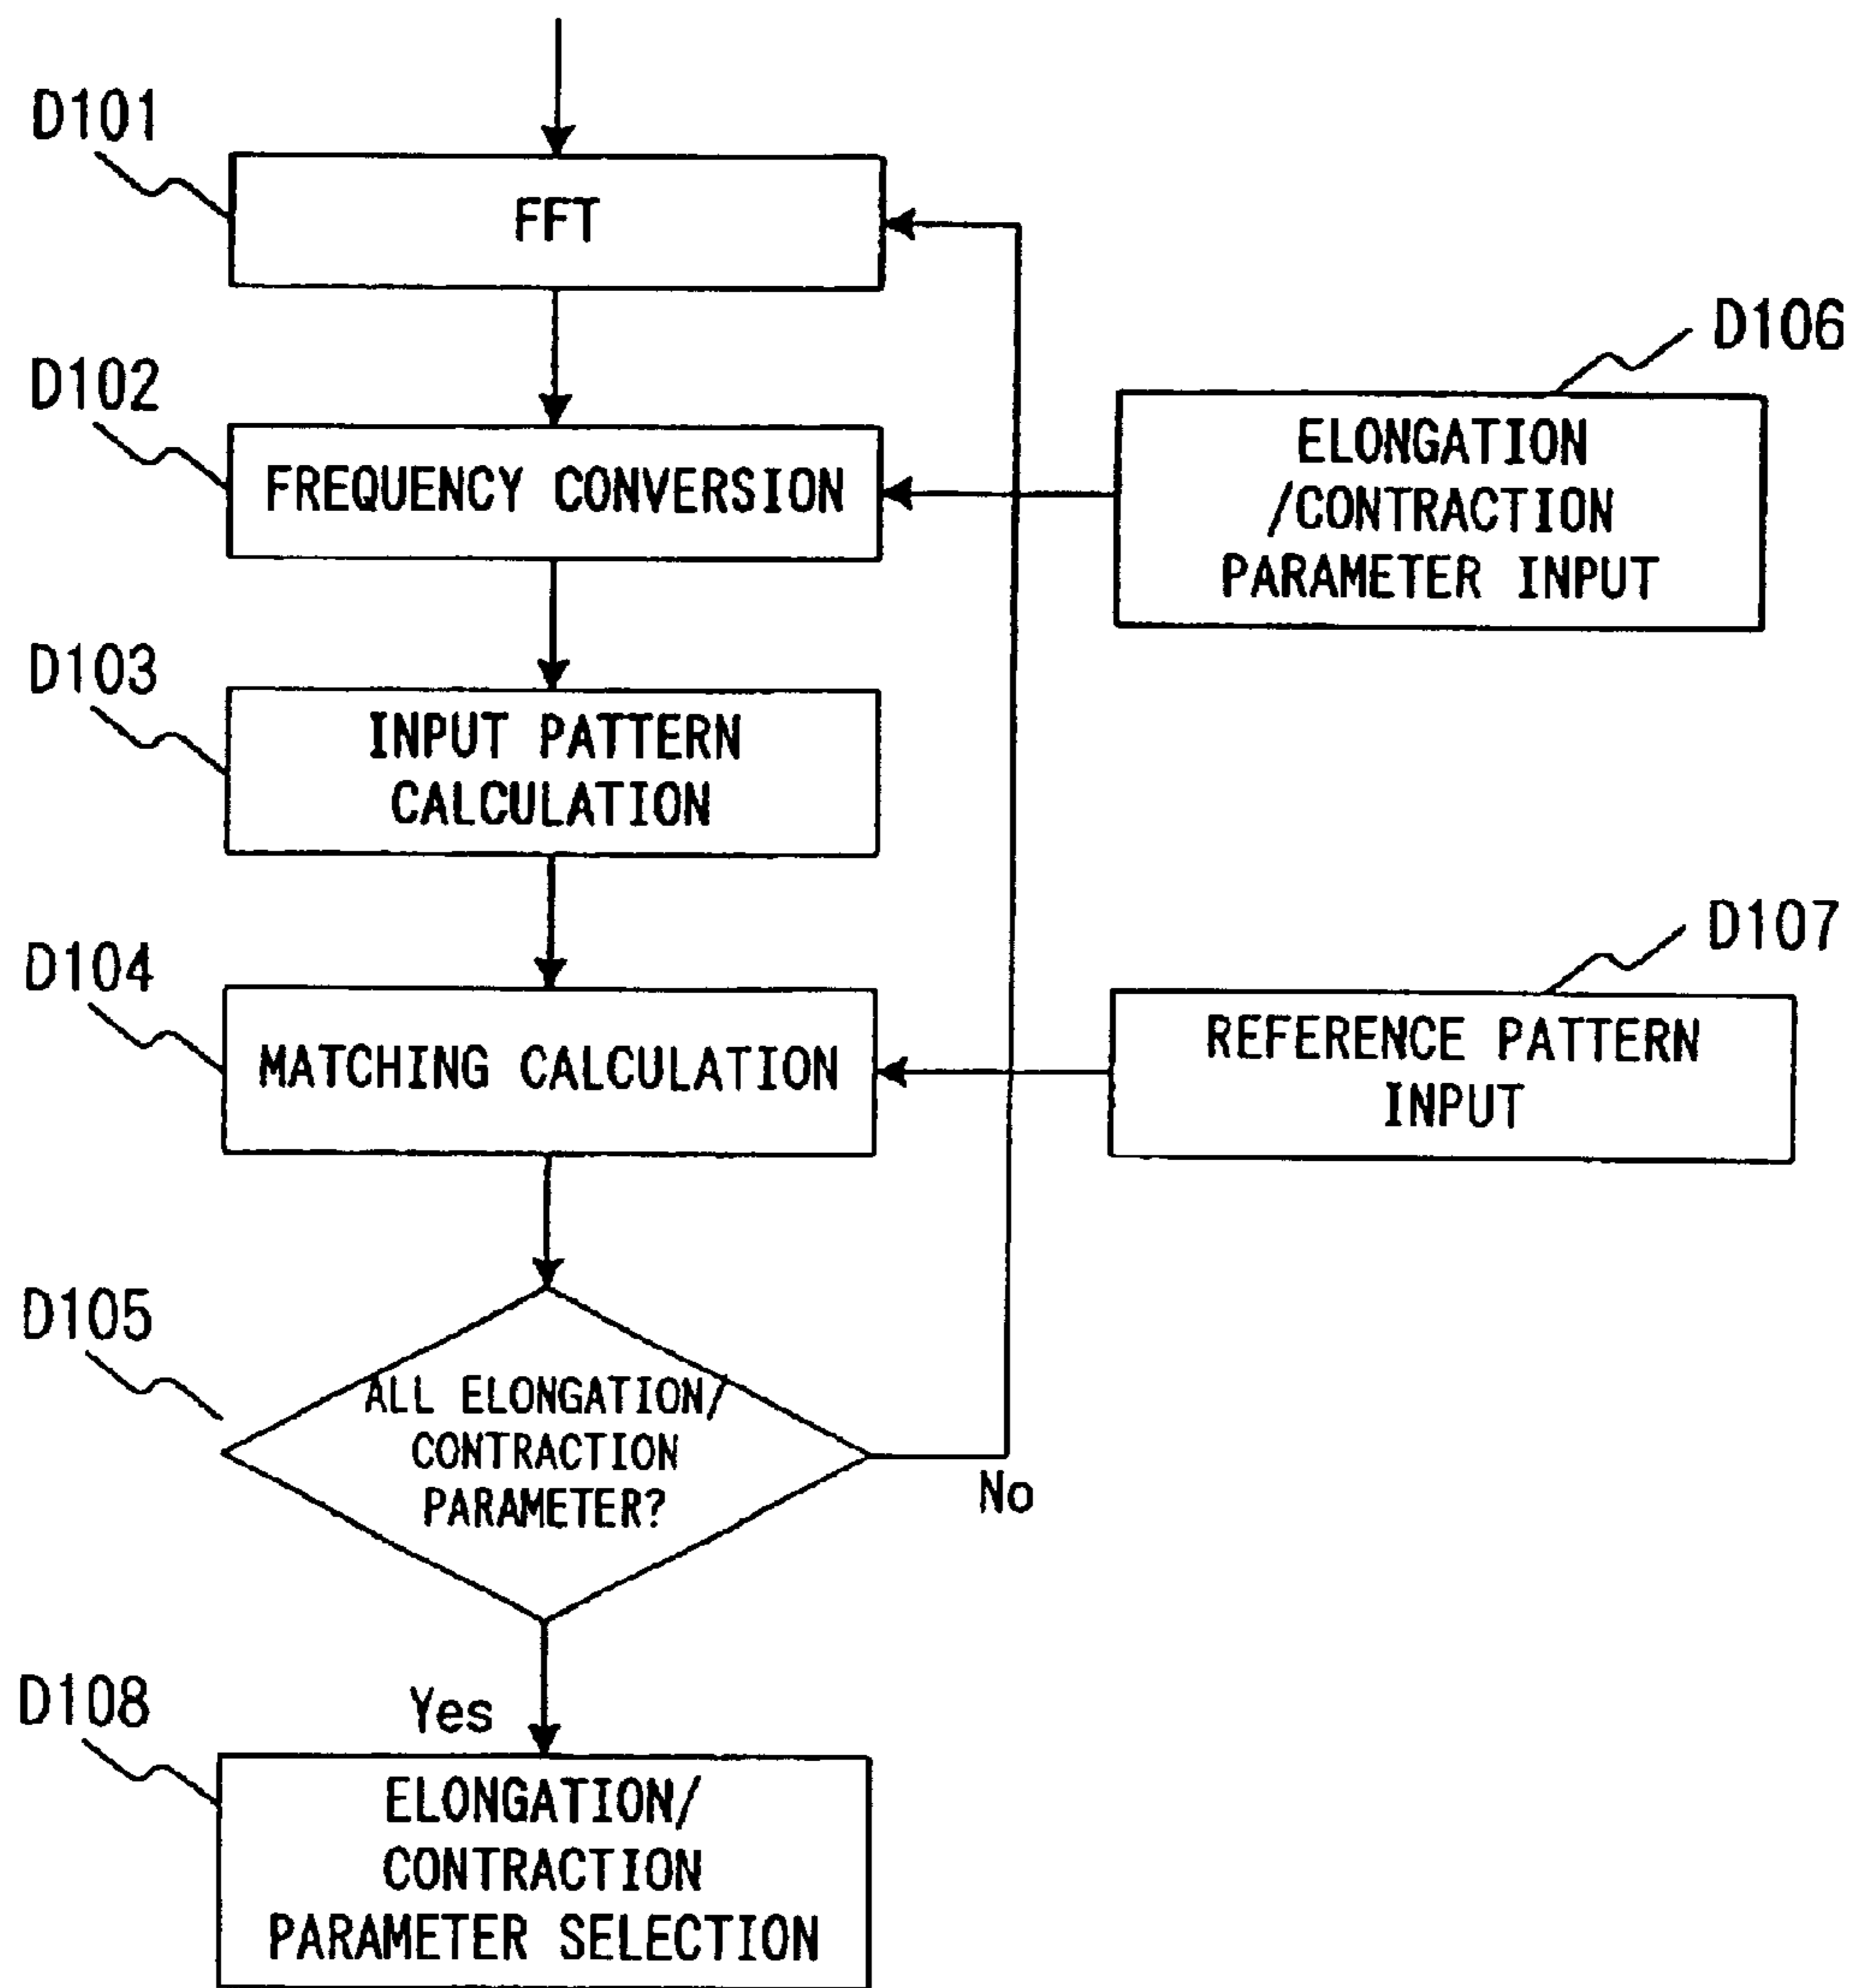 D101
FFT
D102
FREQUENCY CONVERSION
D106
ELONGATION
/CONTRACTION
PARAMETER INPUT
D103
INPUT PATTERN
CALCULATION
D104
MATCHING CALCULATION
D107
REFERENCE PATTERN
INPUT
D105
ALL ELONGATION/
CONTRACTION
PARAMETER?
No
Yes
D108
ELONGATION/
CONTRACTION
PARAMETER SELECTION